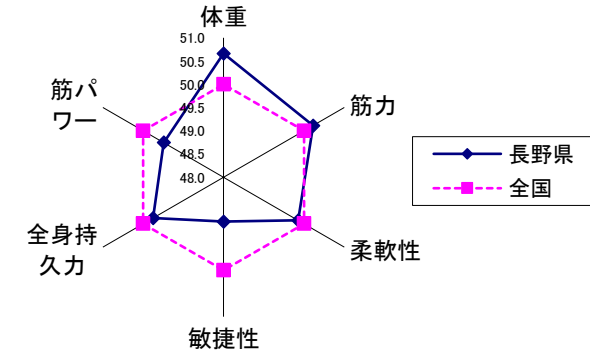 体重
51.0
50.5
50.0
49.5
49.0
48.5
48.0
筋力
柔軟性
敏捷性
全身持
久力
筋パ
ワー
長野県
全国